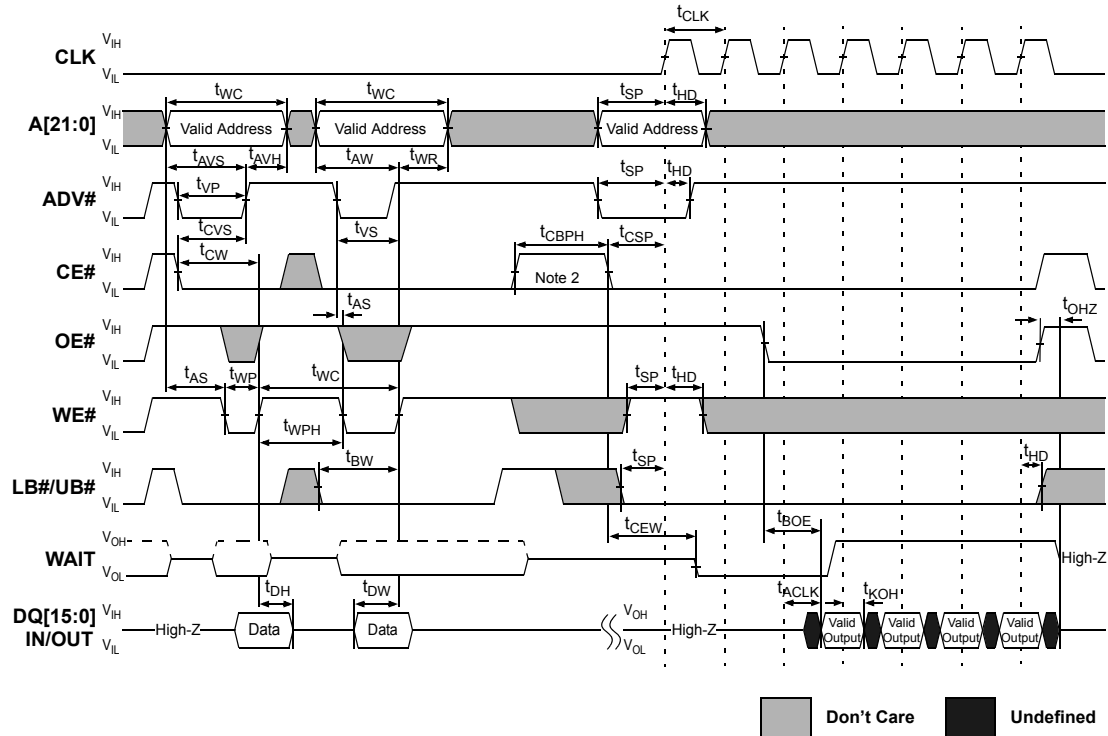 tCLK
CLK VIH
VIL
tWC tWC tSP tHD
A[21:0] VIH Valid Address Valid Address Valid Address
VIL
tAVS tAVH tAW tWR
ADV# VIH tVP tSP tHD
VIL
tCVS tVS tCBPH tCSP
CE# VIH tCW Note 2
VIL
tAS tOHZ
OE# VIH
VIL
tAS tWP tWC tSP tHD
WE# VIH
VIL
tWPH
tBW tSP tHD
LB#/UB# VIH
VIL
tCEW tBOE
WAIT VOH High-Z
VOL
tDH tDW tACLK tKOH
DQ[15:0] VIH High-Z Data Data VOH High-Z Valid Output Valid Output Valid Output Valid Output
IN/OUT VIL VOL
Don't Care Undefined